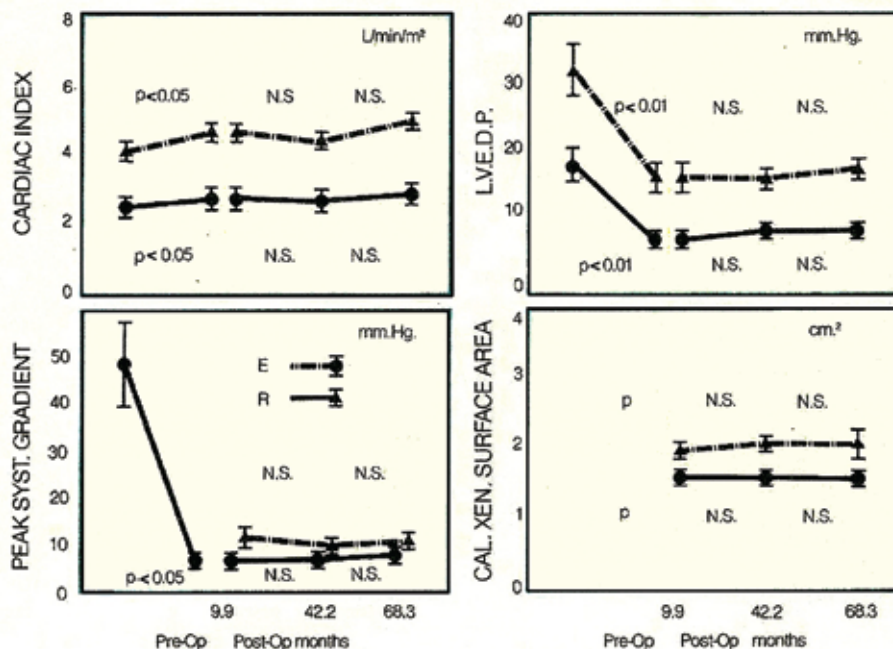 CARDIAC INDEX
8
6
4
2
0
L/min/m²
p<0.05
N.S
N.S.
p<0.05
N.S.
N.S.
L.V.E.D.P.
40
30
20
10
0
mm.Hg.
p<0.01
N.S.
N.S.
p<0.01
N.S.
N.S.
PEAK SYST. GRADIENT
50
40
30
20
10
0
mm.Hg.
E
R
N.S.
N.S.
p<0.05
N.S.
N.S.
9.9
42.2
68.3
Pre-Op
Post-Op months
CAL. XEN. SURFACE AREA
4
3
2
1
0
cm.²
p
N.S.
N.S.
p
N.S.
N.S.
9.9
42.2
68.3
Pre-Op
Post-Op months